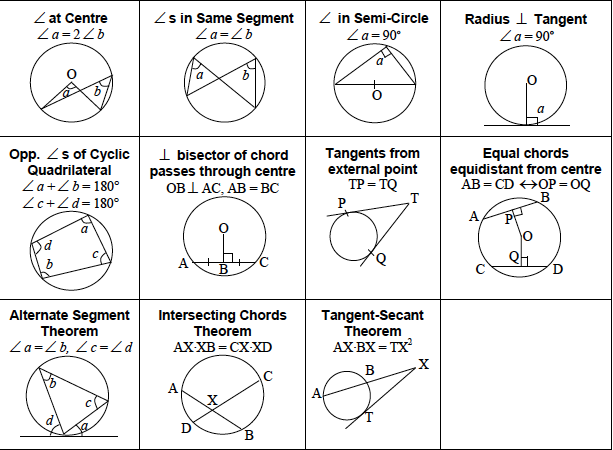 ∠ at Centre
∠a = 2∠b
O
a
b
∠s in Same Segment
∠a = ∠b
a
b
∠ in Semi-Circle
∠a = 90°
a
O
Radius ⊥ Tangent
∠a = 90°
O
a
Opp. ∠s of Cyclic
Quadrilateral
∠a + ∠b = 180°
∠c + ∠d = 180°
a
d
c
b
⊥ bisector of chord
passes through centre
OB ⊥ AC, AB = BC
O
A B C
Tangents from
external point
TP = TQ
P
T
Q
Equal chords
equidistant from centre
AB = CD ↔ OP = OQ
B
A
P
O
Q
C D
Alternate Segment
Theorem
∠a = ∠b, ∠c = ∠d
b
c
d
a
Intersecting Chords
Theorem
AX·XB = CX·XD
C
A
X
D
B
Tangent-Secant
Theorem
AX·BX = TX²
X
B
A
T